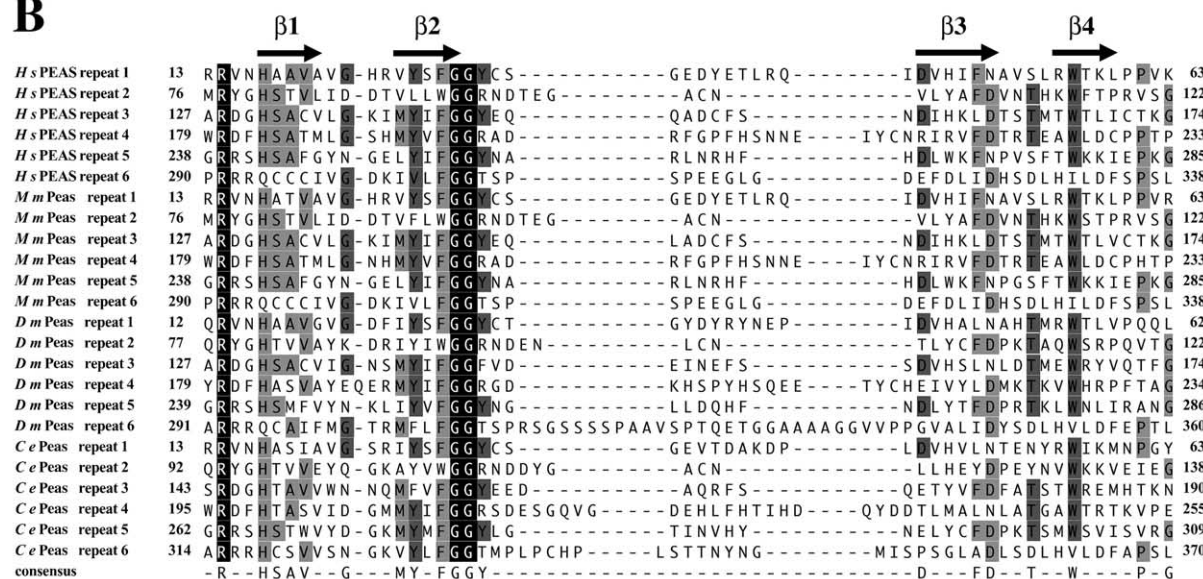 B
β1 β2 β3 β4
Hs PEAS repeat 1 13 RRVNHAAVAVG-HRVYSFGGYCS------------GEDYETLRQ----------IDVHIFNAVSLRWTKLPPVK 63
Hs PEAS repeat 2 76 MRYGHSTVLID-DTVLLWGGRNDTEG----------ACN---------------VLYAFDVNTHKWFTPRVSG 122
Hs PEAS repeat 3 127 ARDGHSACVLG-KIMYIFGGYEQ------------QADCFS------------NDIHKLDTSTMTWTLICTKG 174
Hs PEAS repeat 4 179 WRDFHSATMLG-SHMYVFGGRAD------------RFGPFHSNNE----IYCNRIRVFDTRTEAWLDCPPTP 233
Hs PEAS repeat 5 238 GRRSHSAFGYN-GELYIFGGYNA------------RLNRHF------------HDLWKFNPVSFTWKKIEPKG 285
Hs PEAS repeat 6 290 PRRRQCCCIVG-DKIVLFGGTSP------------SPEEGLG----------DEFDLIDHSDLHILDFSPSL 338
Mm Peas repeat 1 13 RRVNHATVAVG-HRVYSFGGYCS------------GEDYETLRQ----------IDVHIFNAVSLRWTKLPPVR 63
Mm Peas repeat 2 76 MRYGHSTVLID-DTVFLWGGRNDTEG----------ACN---------------VLYAFDVNTHKWSTPRVSG 122
Mm Peas repeat 3 127 ARDGHSACVLG-KIMYIFGGYEQ------------LADCFS------------NDIHKLDTSTMTWTLVCTKG 174
Mm Peas repeat 4 179 WRDFHSATMLG-NHMYVFGGRAD------------RFGPFHSNNE----IYCNRIRVFDTRTEAWLDCPHTP 233
Mm Peas repeat 5 238 GRRSHSAFGYN-GELYIFGGYNA------------RLNRHF------------HDLWKFNPGSFTWKKIEPKG 285
Mm Peas repeat 6 290 PRRRQCCCIVG-DKIVLFGGTSP------------SPEEGLG----------DEFDLIDHSDLHILDFSPSL 338
Dm Peas repeat 1 12 QRVNHAAVGVG-DFIYSFGGYCT------------GYDYRYNEP----------IDVHALNAHTMRWTLVPQQL 62
Dm Peas repeat 2 77 QRYGHTVVAYK-DRIYIWGGRNDEN-----------LCN---------------TLYCFDPKTAQWSRPQVTG 122
Dm Peas repeat 3 127 ARDGHSACVIG-NSMYIFGGFVD------------EINEFS------------SDVHSLNLDTMEWRYVQTFG 174
Dm Peas repeat 4 179 YRDFHASVAYEQERMYIFGGRGD------------KHSPYHSQEE----TYCHEIVYLDMKTKVWHRPFTAG 234
Dm Peas repeat 5 239 GRRSHSMFVYN-KLIYVFGGYNG------------LLDQHF------------NDLYTFDPRTKLWNLIRANG 286
Dm Peas repeat 6 291 ARRRQCAIFMG-TRMFLFGGTSPRSGSSSSPAAVSPTQETGGAAAAGGVVPPGVALIDYSDLHVLDFEPTL 360
Ce Peas repeat 1 13 RRVNHASIAVG-SRIYSFGGYCS------------GEVTDAKDP----------LDVHVLNTENYRWIKMNPGY 63
Ce Peas repeat 2 92 QRYGHTVVEYQ-GKAYVWGGRNDDYG----------ACN---------------LLHEYDPEYNVWKKVEIEG 138
Ce Peas repeat 3 143 SRDGHTAVVWN-NQMFVFGGYEED-----------AQRFS------------QETYVFDFATSTWREMHTKN 190
Ce Peas repeat 4 195 WRDFHTASVID-GMMYIFGGRSDESGQVG-------DEHLFHTIHD----QYDDTLMALNLATGAWTRTKVPE 255
Ce Peas repeat 5 262 GRRSHSTWVYD-GKMYMFGGYLG------------TINVHY------------NELYCFDPKTSMWSVISVRG 309
Ce Peas repeat 6 314 ARRRHCSVVSN-GKVYLFGGTMPLPCHP-------LSTTNYNG-------MISPSGLADLSDLHVLDFAPSL 370
consensus -R--HSAV--G--MY-FGGY-------------------------------D---FD--T--W---P-G